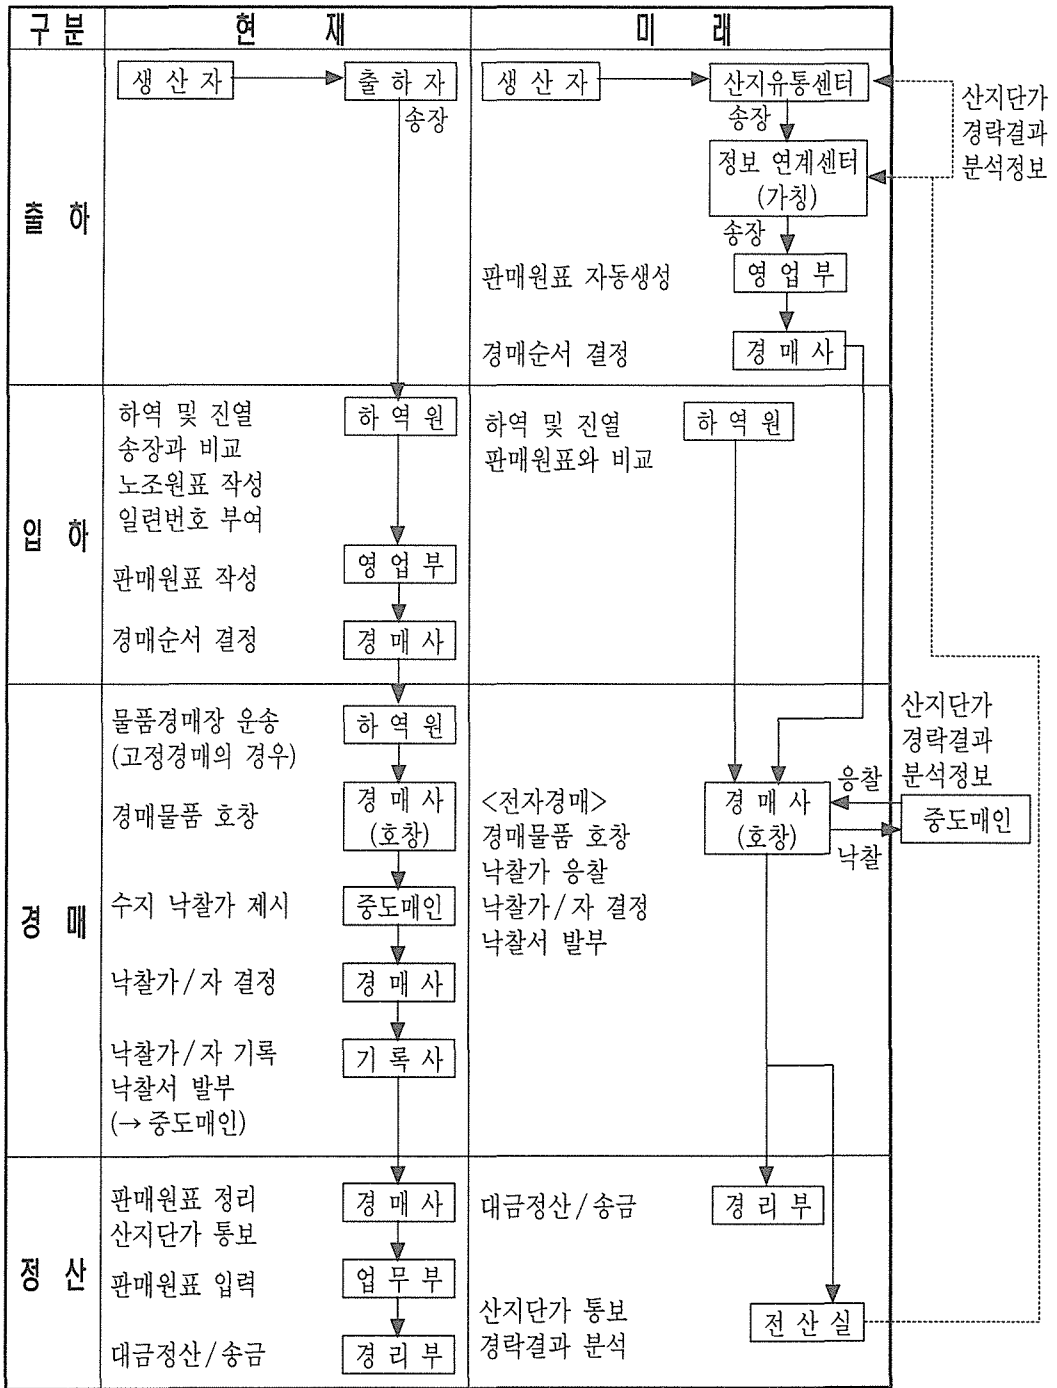 구 분
현 재
미 래
출 하
생 산 자
출 하 자
송장
생 산 자
산지유통센터
송장
정보 연계센터
(가칭)
송장
판매원표 자동생성
영 업 부
경매순서 결정
경 매 사
산지단가
경락결과
분석정보
입 하
하역 및 진열
송장과 비교
노조원표 작성
일련번호 부여
하 역 원
판매원표 작성
영 업 부
경매순서 결정
경 매 사
하역 및 진열
판매원표와 비교
하 역 원
경 매
물품경매장 운송
(고정경매의 경우)
하 역 원
경매물품 호창
경 매 사
(호창)
수지 낙찰가 제시
중도매인
낙찰가/자 결정
경 매 사
낙찰가/자 기록
낙찰서 발부
(→ 중도매인)
기 록 사
<전자경매>
경매물품 호창
낙찰가 응찰
낙찰가/자 결정
낙찰서 발부
경 매 사
(호창)
응찰
낙찰
산지단가
경락결과
분석정보
중도매인
정 산
판매원표 정리
산지단가 통보
경 매 사
판매원표 입력
업 무 부
대금정산/송금
경 리 부
대금정산/송금
경 리 부
산지단가 통보
경락결과 분석
전 산 실